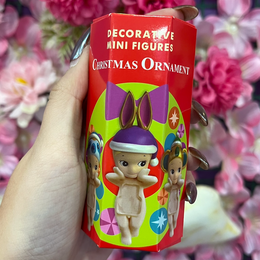 DECORATIVE
MINI FIGURES
CHRISTMAS ORNAMENT